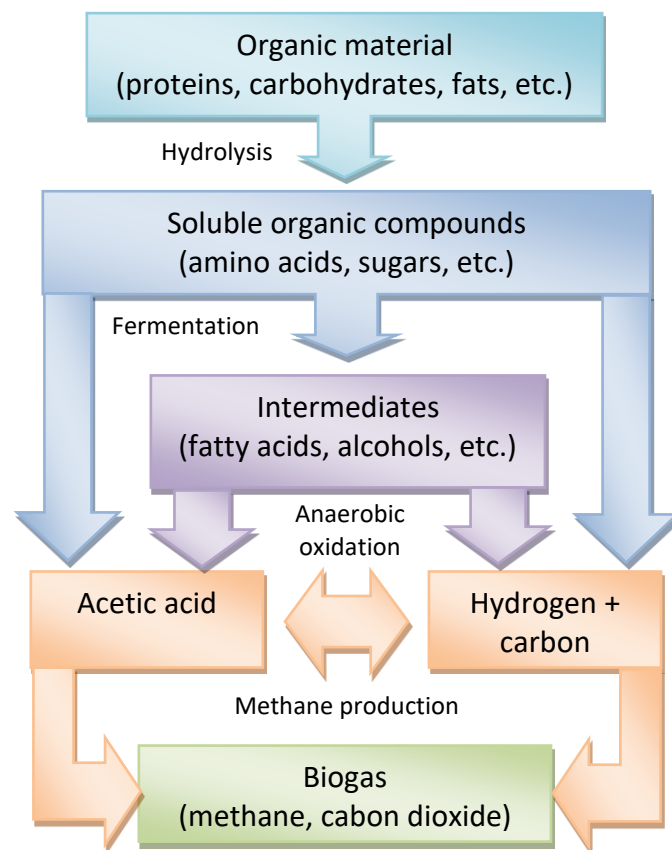 Organic material
(proteins, carbohydrates, fats, etc.)
Hydrolysis
Soluble organic compounds
(amino acids, sugars, etc.)
Fermentation
Intermediates
(fatty acids, alcohols, etc.)
Anaerobic
oxidation
Acetic acid
Hydrogen +
carbon
Methane production
Biogas
(methane, cabon dioxide)